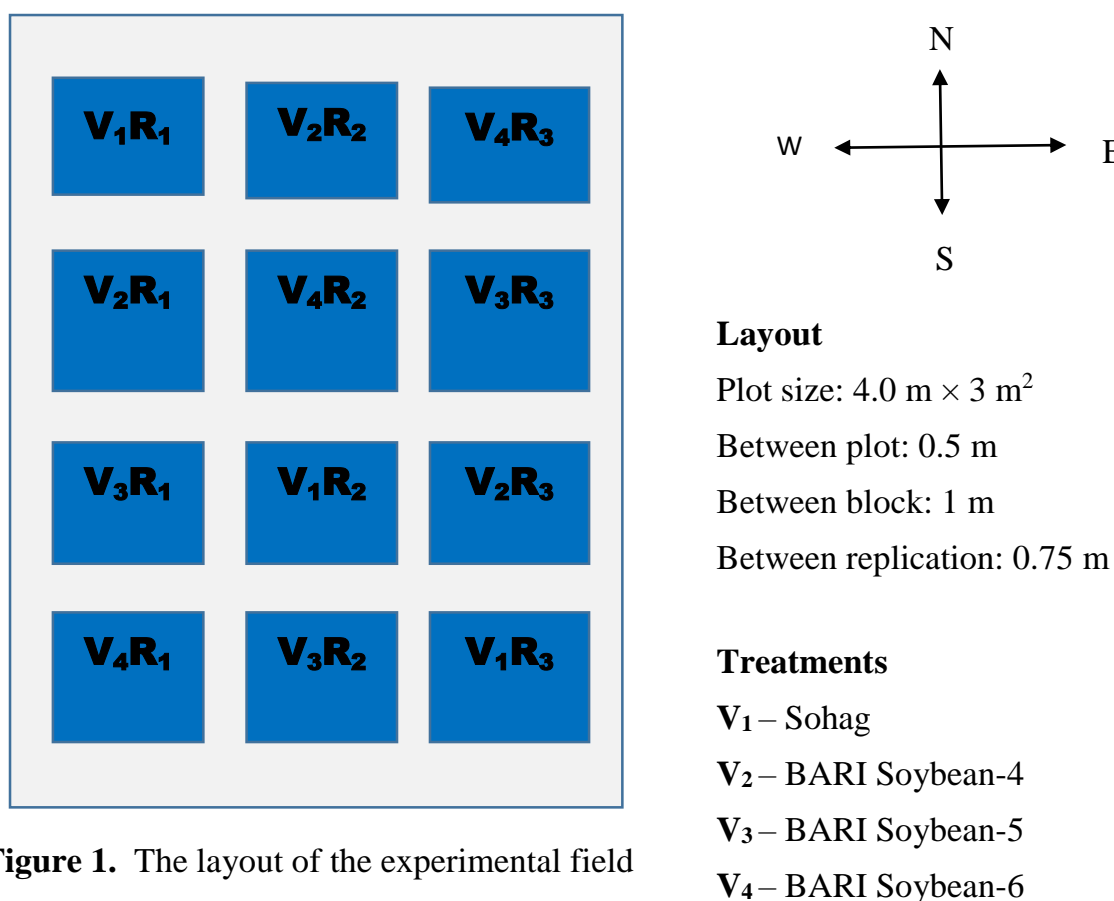 V₁R₁ V₂R₂ V₄R₃
V₂R₁ V₄R₂ V₃R₃
V₃R₁ V₁R₂ V₂R₃
V₄R₁ V₃R₂ V₁R₃
Figure 1. The layout of the experimental field
N
W E
S
Layout
Plot size: 4.0 m × 3 m²
Between plot: 0.5 m
Between block: 1 m
Between replication: 0.75 m
Treatments
V₁ – Sohag
V₂ – BARI Soybean-4
V₃ – BARI Soybean-5
V₄ – BARI Soybean-6